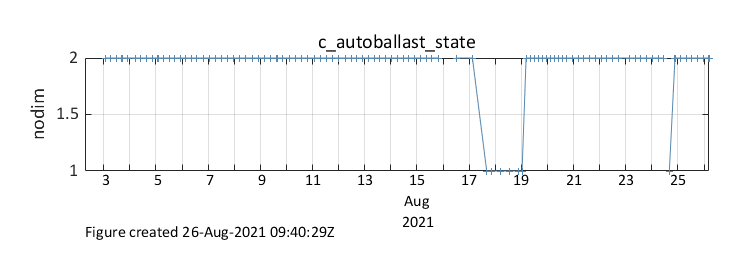 c_autoballast_state
nodim
2
1.5
1
3 5 7 9 11 13 15 17 19 21 23 25
Aug
2021
Figure created 26-Aug-2021 09:40:29Z